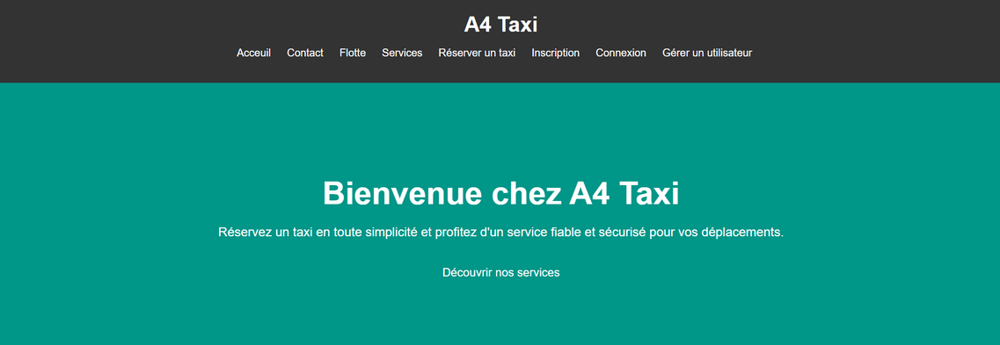 A4 Taxi
Acceuil Contact Flotte Services Réserver un taxi Inscription Connexion Gérer un utilisateur
Bienvenue chez A4 Taxi
Réservez un taxi en toute simplicité et profitez d'un service fiable et sécurisé pour vos déplacements.
Découvrir nos services